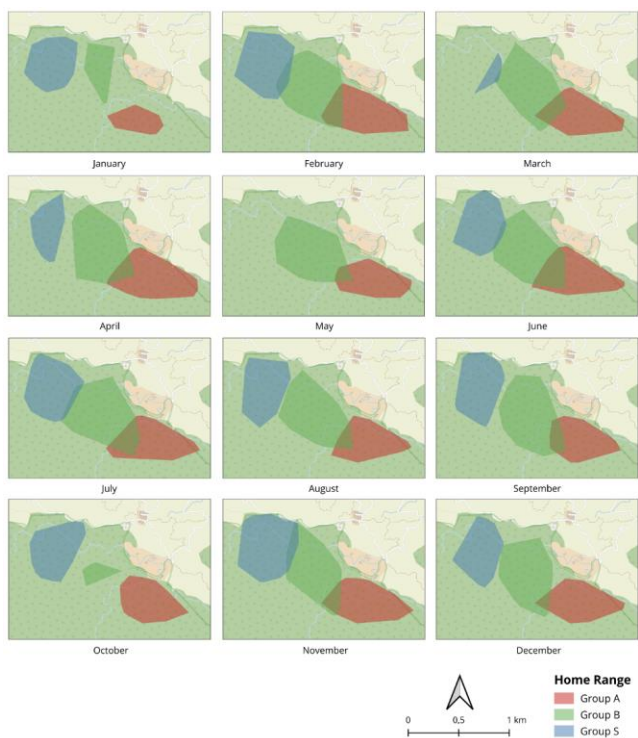 January
February
March
April
May
June
July
August
September
October
November
December
Home Range
Group A
Group B
Group S
0 0,5 1 km